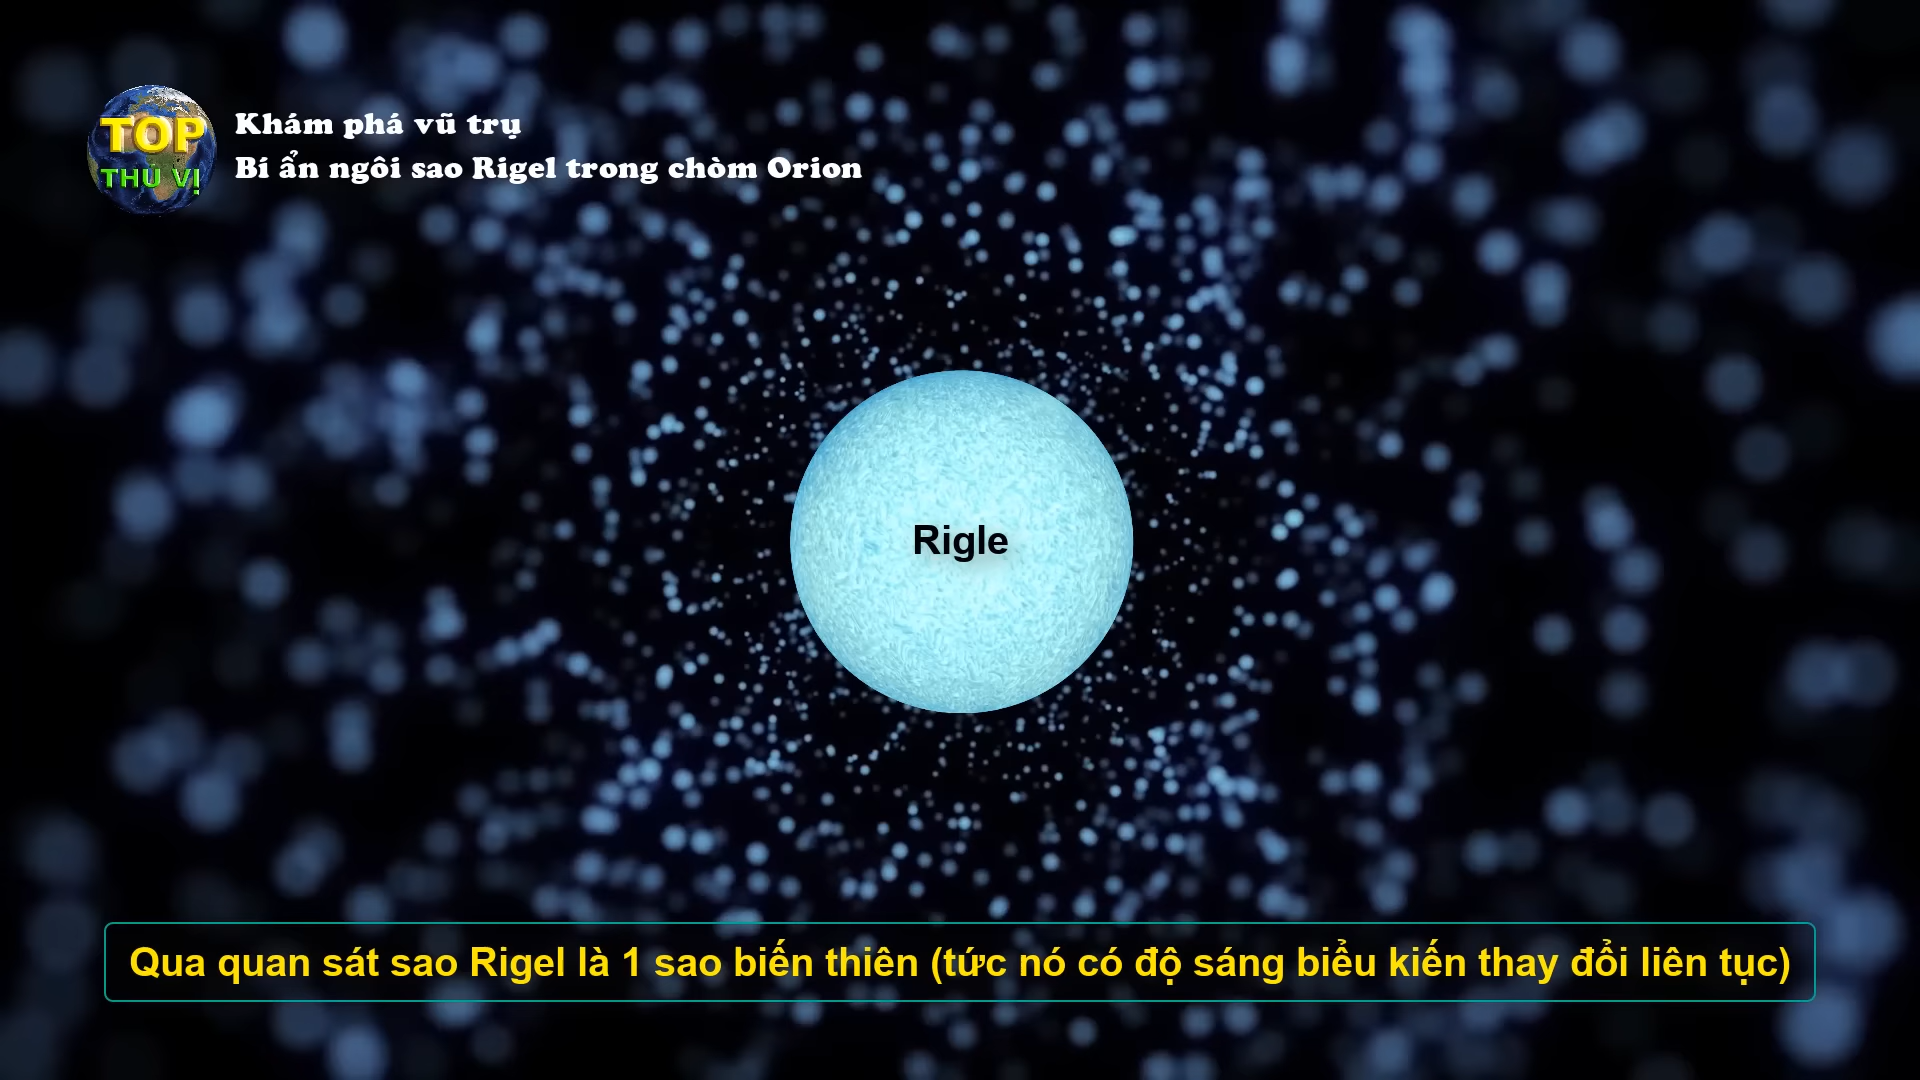 TOP
THÚ VỊ
Khám phá vũ trụ
Bí ẩn ngôi sao Rigel trong chòm Orion
Rigle
Qua quan sát sao Rigel là 1 sao biến thiên (tức nó có độ sáng biểu kiến thay đổi liên tục)